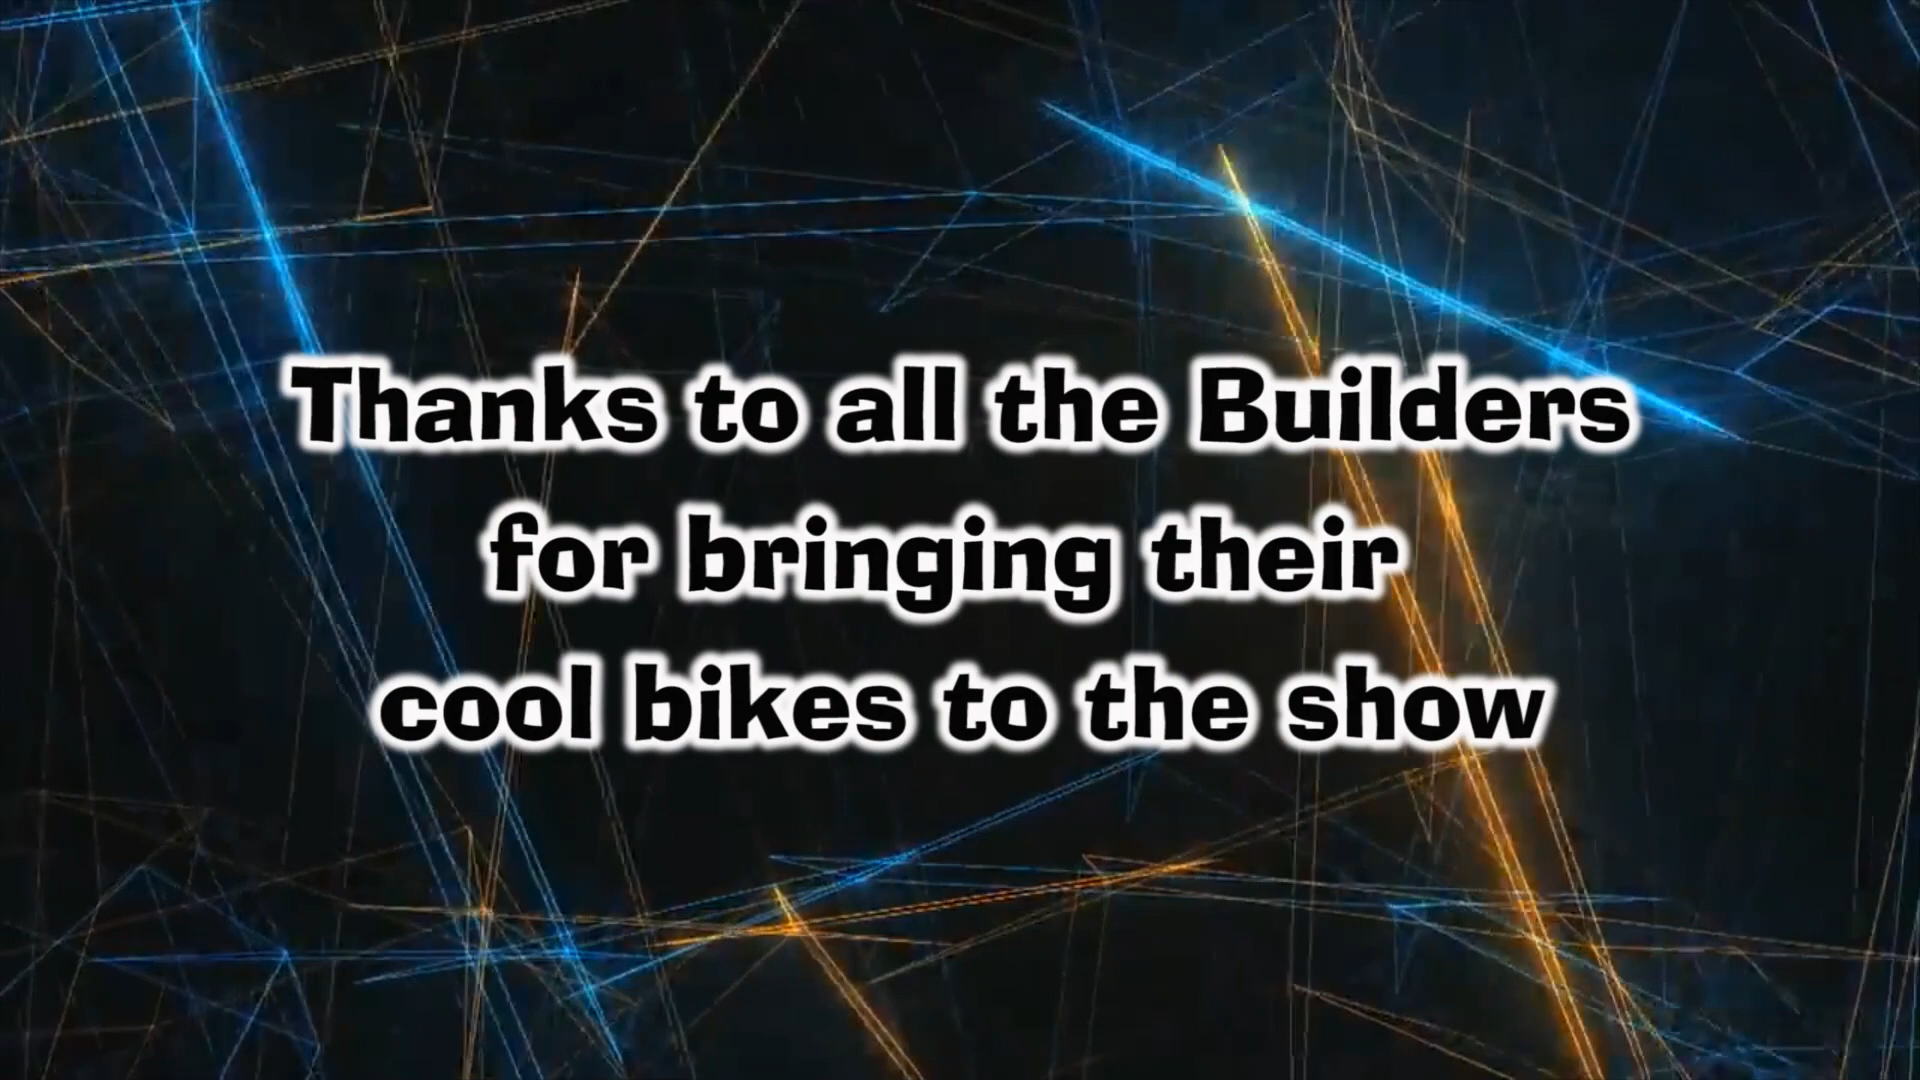 Thanks to all the Builders
for bringing their
cool bikes to the show